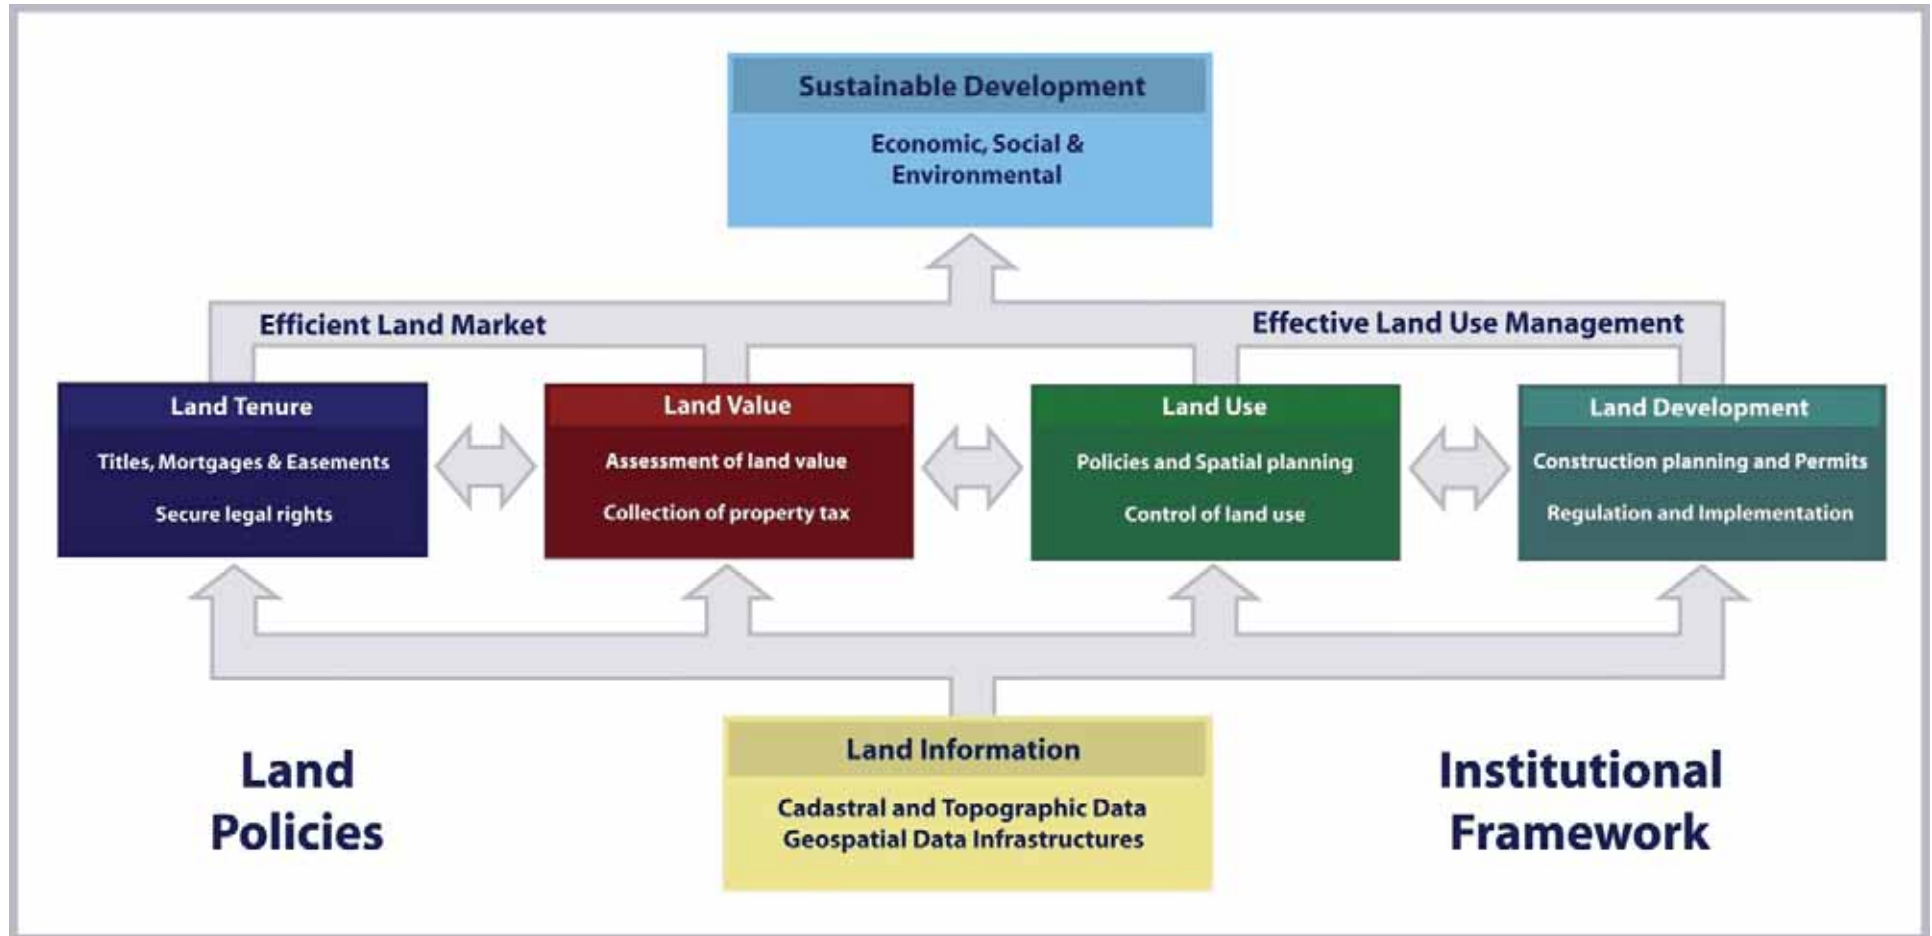 Sustainable Development
Economic, Social &
Environmental
Efficient Land Market
Effective Land Use Management
Land Tenure
Titles, Mortgages & Easements
Secure legal rights
Land Value
Assessment of land value
Collection of property tax
Land Use
Policies and Spatial planning
Control of land use
Land Development
Construction planning and Permits
Regulation and Implementation
Land
Policies
Land Information
Cadastral and Topographic Data
Geospatial Data Infrastructures
Institutional
Framework